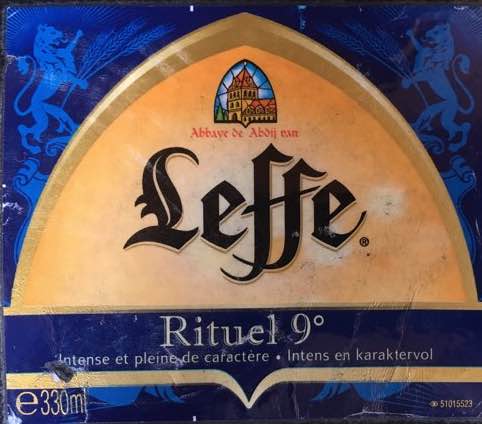 Abbaye de Abdij van
Leffe ®
Rituel 9°
Intense et pleine de caractère • Intens en karaktervol
e 330ml
51015523